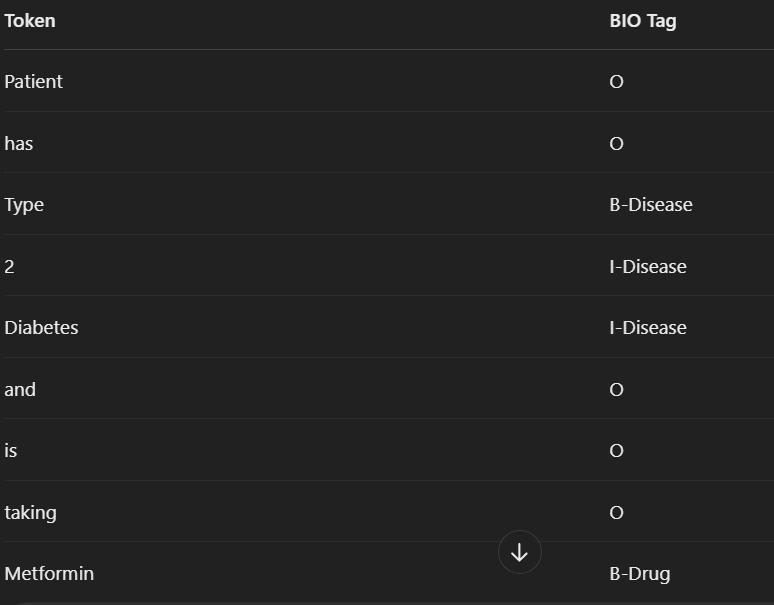 Token BIO Tag
Patient O
has O
Type B-Disease
2 I-Disease
Diabetes I-Disease
and O
is O
taking O
Metformin B-Drug